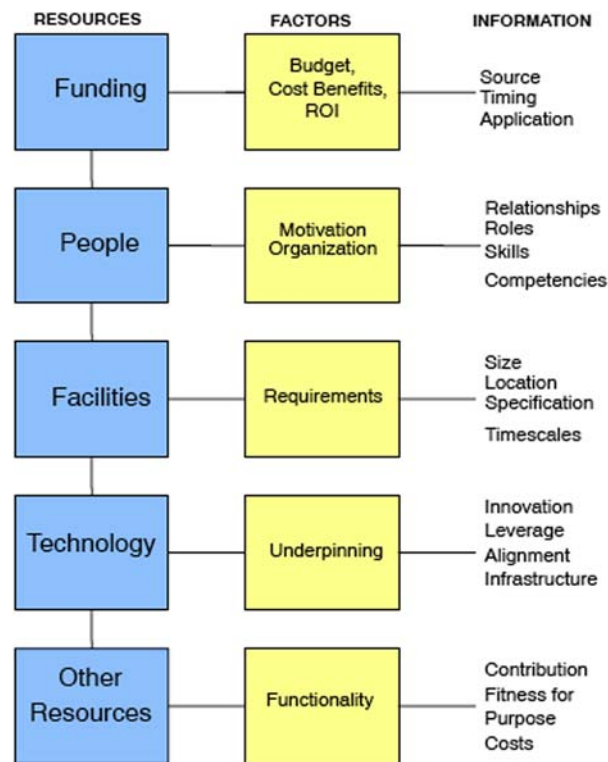 RESOURCES
FACTORS
INFORMATION
Funding
Budget,
Cost Benefits,
ROI
Source
Timing
Application
People
Motivation
Organization
Relationships
Roles
Skills
Competencies
Facilities
Requirements
Size
Location
Specification
Timescales
Technology
Underpinning
Innovation
Leverage
Alignment
Infrastructure
Other
Resources
Functionality
Contribution
Fitness for
Purpose
Costs